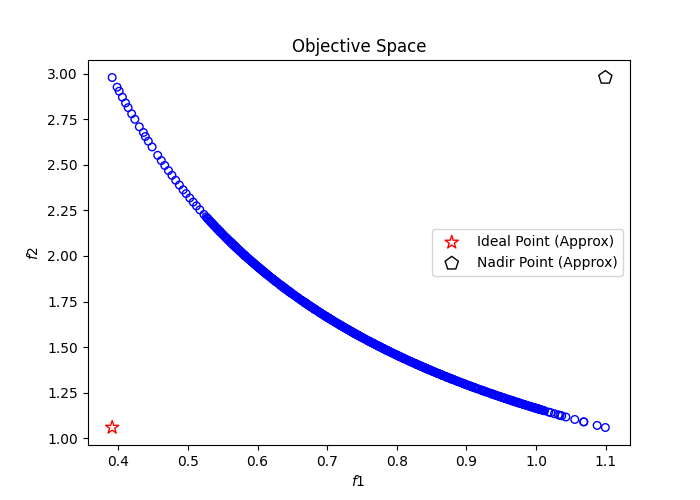 Objective Space
3.00
2.75
2.50
2.25
2.00
1.75
1.50
1.25
1.00
f2
Ideal Point (Approx)
Nadir Point (Approx)
0.4 0.5 0.6 0.7 0.8 0.9 1.0 1.1
f1